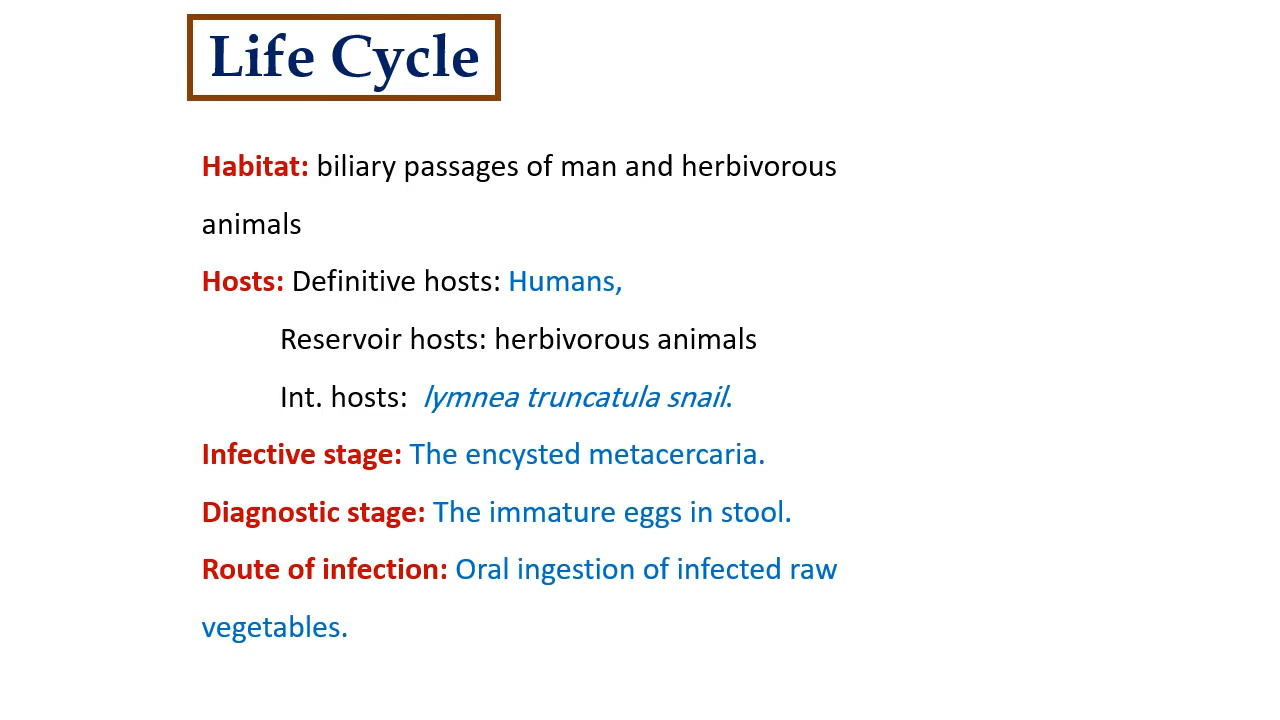 Life Cycle
Habitat: biliary passages of man and herbivorous
animals
Hosts: Definitive hosts: Humans,
Reservoir hosts: herbivorous animals
Int. hosts: lymnea truncatula snail.
Infective stage: The encysted metacercaria.
Diagnostic stage: The immature eggs in stool.
Route of infection: Oral ingestion of infected raw
vegetables.